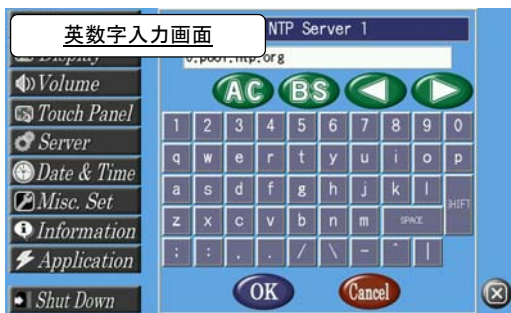 英数字入力画面
NTP Server 1
Display
0.pool.ntp.org
Volume
AC BS
Touch Panel
1 2 3 4 5 6 7 8 9 0
Server
q w e r t y u i o p
Date & Time
a s d f g h j k l
Misc. Set
SHIFT
z x c v b n m SPACE
Information
; : , . / \ - ^ |
Application
OK Cancel
Shut Down